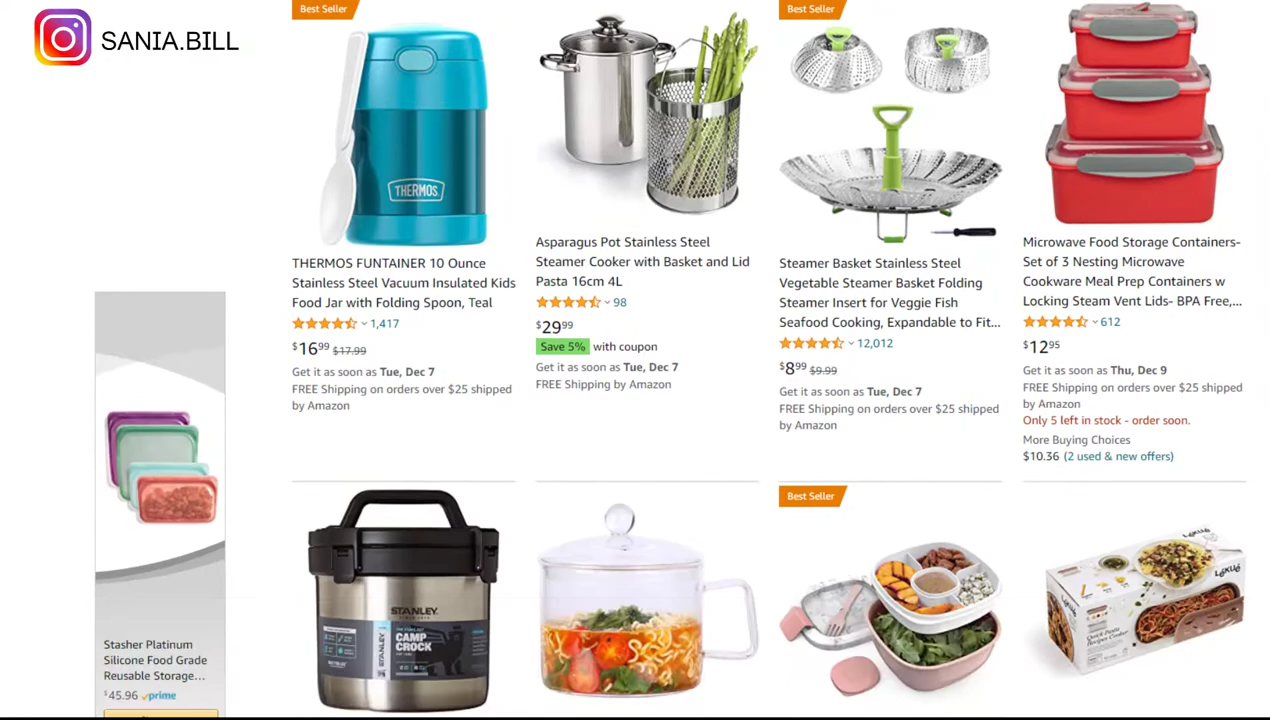 SANIA.BILL
Best Seller
THERMOS
THERMOS FUNTAINER 10 Ounce
Stainless Steel Vacuum Insulated Kids
Food Jar with Folding Spoon, Teal
1,417
$16.99 $17.99
Get it as soon as Tue, Dec 7
FREE Shipping on orders over $25 shipped
by Amazon
Asparagus Pot Stainless Steel
Steamer Cooker with Basket and Lid
Pasta 16cm 4L
98
$29.99
Save 5% with coupon
Get it as soon as Tue, Dec 7
FREE Shipping by Amazon
Best Seller
Steamer Basket Stainless Steel
Vegetable Steamer Basket Folding
Steamer Insert for Veggie Fish
Seafood Cooking, Expandable to Fit...
12,012
$8.99 $9.99
Get it as soon as Tue, Dec 7
FREE Shipping on orders over $25 shipped
by Amazon
Microwave Food Storage Containers-
Set of 3 Nesting Microwave
Cookware Meal Prep Containers w
Locking Steam Vent Lids- BPA Free,...
612
$12.95
Get it as soon as Thu, Dec 9
FREE Shipping on orders over $25 shipped
by Amazon
Only 5 left in stock - order soon.
More Buying Choices
$10.36 (2 used & new offers)
Stasher Platinum
Silicone Food Grade
Reusable Storage...
$45.96 prime
STANLEY
CAMP
CROCK
Best Seller
Lékué
Quick Pasta
Recipes Cooker
Lékué